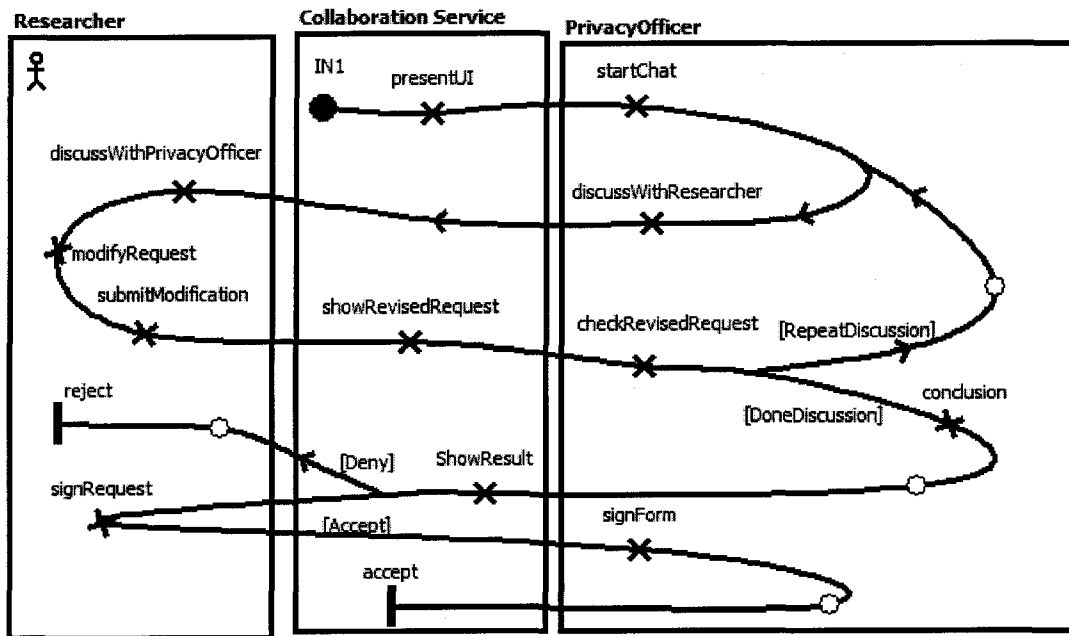 Researcher
Collaboration Service
PrivacyOfficer
IN1
presentUI
startChat
discussWithPrivacyOfficer
discussWithResearcher
modifyRequest
submitModification
showRevisedRequest
checkRevisedRequest
[RepeatDiscussion]
reject
conclusion
[DoneDiscussion]
[Deny]
ShowResult
signRequest
[Accept]
signForm
accept